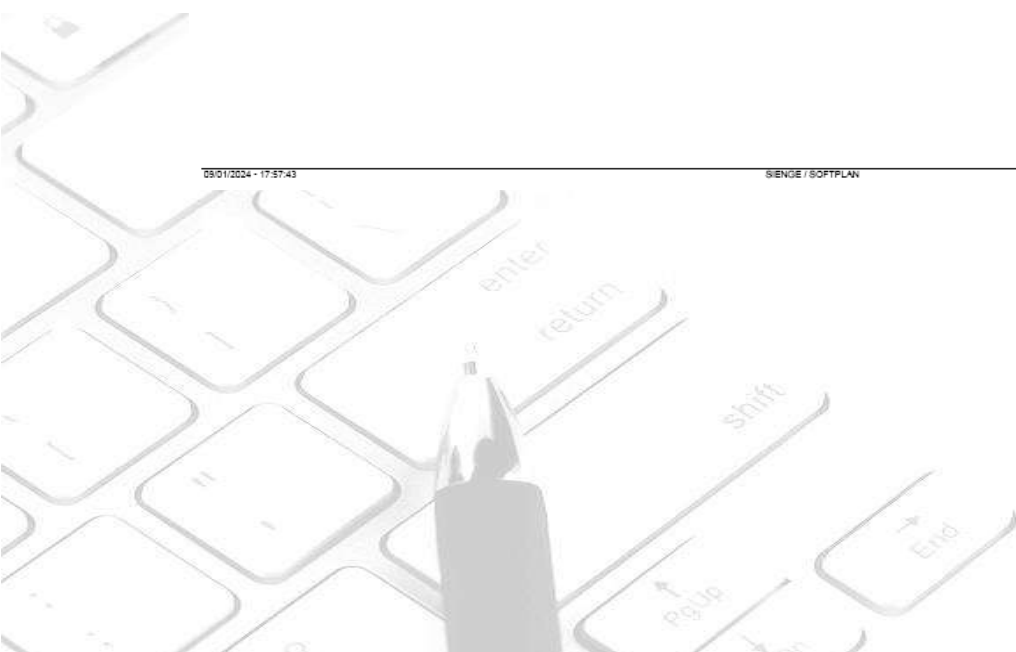 09/01/2024 - 17:57:43 SIENGE / SOFTPLAN
enter
return
shift
End
PgUp